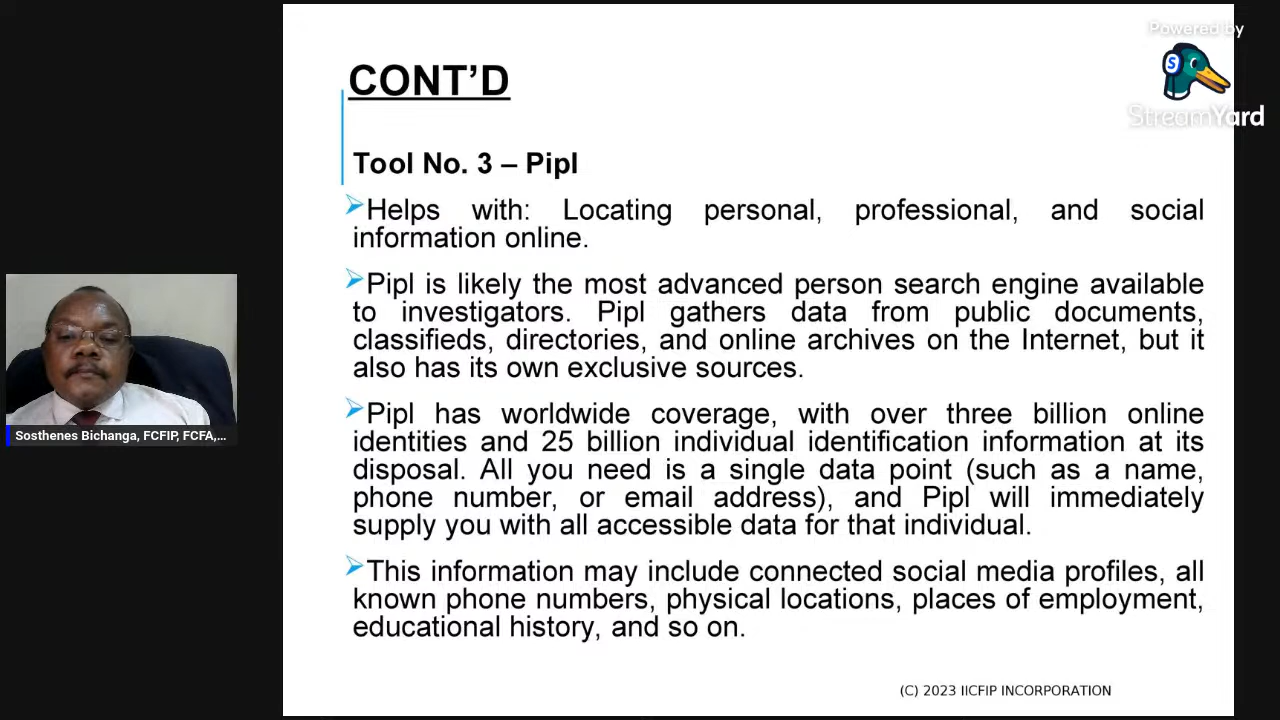 Powered by
S
StreamYard
CONT’D
Tool No. 3 – Pipl
➢Helps with: Locating personal, professional, and social
information online.
➢Pipl is likely the most advanced person search engine available
to investigators. Pipl gathers data from public documents,
classifieds, directories, and online archives on the Internet, but it
also has its own exclusive sources.
➢Pipl has worldwide coverage, with over three billion online
identities and 25 billion individual identification information at its
disposal. All you need is a single data point (such as a name,
phone number, or email address), and Pipl will immediately
supply you with all accessible data for that individual.
➢This information may include connected social media profiles, all
known phone numbers, physical locations, places of employment,
educational history, and so on.
Sosthenes Bichanga, FCFIP, FCFA,...
(C) 2023 IICFIP INCORPORATION